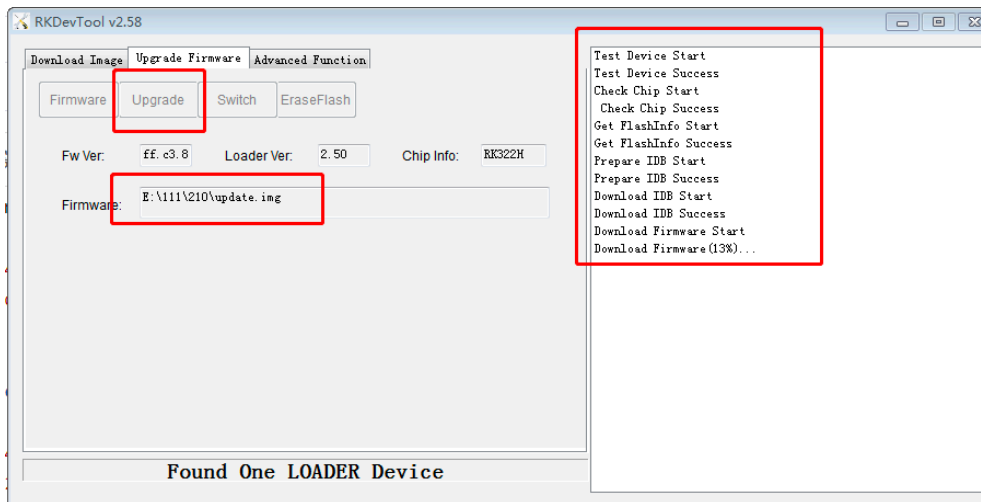 RKDevTool v2.58
Download Image Upgrade Firmware Advanced Function
Firmware Upgrade Switch EraseFlash
Fw Ver: ff.c3.8 Loader Ver: 2.50 Chip Info: RK322H
Firmware: E:\111\210\update.img
Found One LOADER Device
Test Device Start
Test Device Success
Check Chip Start
Check Chip Success
Get FlashInfo Start
Get FlashInfo Success
Prepare IDB Start
Prepare IDB Success
Download IDB Start
Download IDB Success
Download Firmware Start
Download Firmware(13%)...